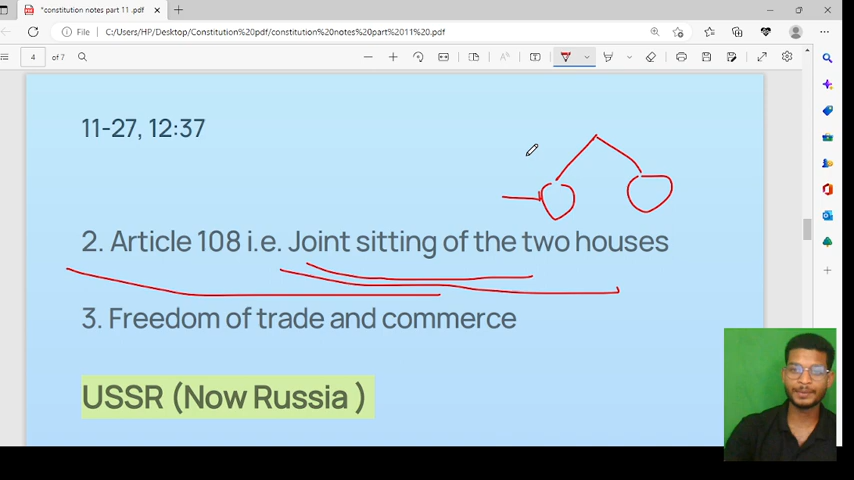 *constitution notes part 11 .pdf
File
C:/Users/HP/Desktop/Constitution%20pdf/constitution%20notes%20part%2011%20.pdf
4 of 7
11-27, 12:37
2. Article 108 i.e. Joint sitting of the two houses
3. Freedom of trade and commerce
USSR (Now Russia )